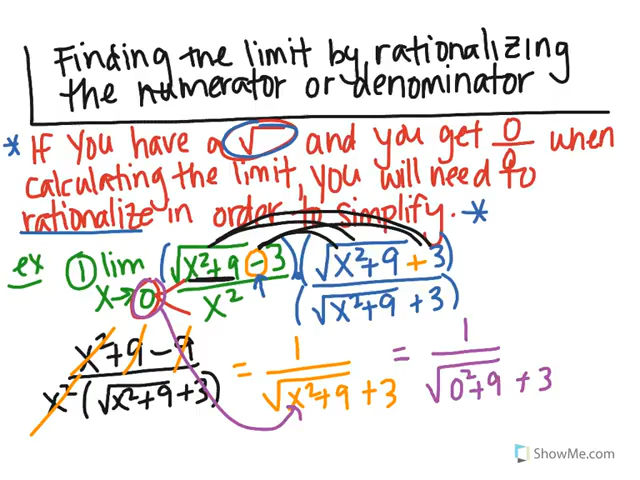 Finding the limit by rationalizing
the numerator or denominator
* If you have a √ and you get 0/0 when
calculating the limit, you will need to
rationalize in order to simplify. *
ex ① lim x→0 (√x²+9 - 3)/x² (√x²+9 + 3)/(√x²+9 + 3)
x²+9-9/x²(√x²+9+3) = 1/√x²+9 + 3 = 1/√0²+9 + 3
ShowMe.com